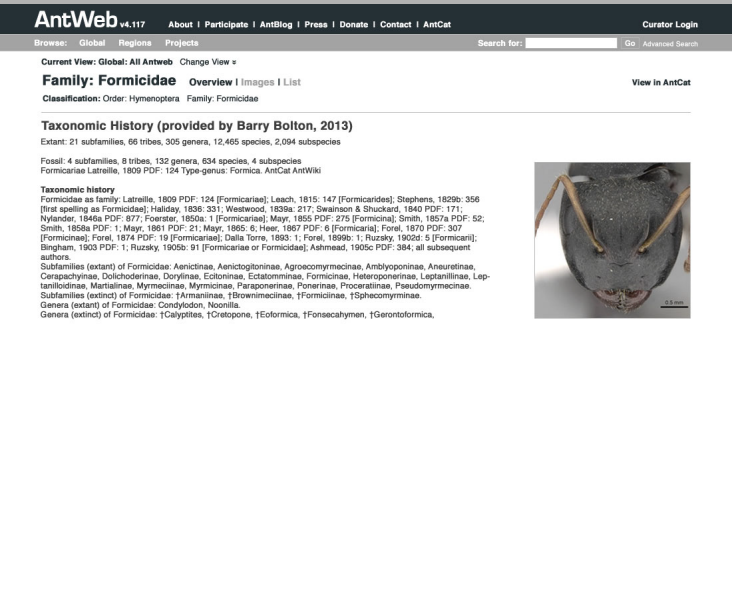 AntWeb v4.117
About | Participate | AntBlog | Press | Donate | Contact | AntCat
Curator Login
Browse: Global Regions Projects
Search for: Go Advanced Search
Current View: Global: All Antweb Change View
Family: Formicidae Overview | Images | List
View in AntCat
Classification: Order: Hymenoptera Family: Formicidae
Taxonomic History (provided by Barry Bolton, 2013)
Extant: 21 subfamilies, 66 tribes, 305 genera, 12,465 species, 2,094 subspecies
Fossil: 4 subfamilies, 8 tribes, 132 genera, 634 species, 4 subspecies
Formicariae Latreille, 1809 PDF: 124 Type-genus: Formica. AntCat AntWiki
Taxonomic history
Formicidae as family: Latreille, 1809 PDF: 124 [Formicariae]; Leach, 1815: 147 [Formicarides]; Stephens, 1829b: 356
[first spelling as Formicidae]; Haliday, 1836: 331; Westwood, 1839a: 217; Swainson & Shuckard, 1840 PDF: 171;
Nylander, 1846a PDF: 877; Foerster, 1850a: 1 [Formicariae]; Mayr, 1855 PDF: 275 [Formicina]; Smith, 1857a PDF: 52;
Smith, 1858a PDF: 1; Mayr, 1861 PDF: 21; Mayr, 1865: 6; Heer, 1867 PDF: 6 [Formicaria]; Forel, 1870 PDF: 307
[Formicinae]; Forel, 1874 PDF: 19 [Formicariae]; Dalla Torre, 1893: 1; Forel, 1899b: 1; Ruzsky, 1902d: 5 [Formicarii];
Bingham, 1903 PDF: 1; Ruzsky, 1905b: 91 [Formicariae or Formicidae]; Ashmead, 1905c PDF: 384; all subsequent
authors.
Subfamilies (extant) of Formicidae: Aenictinae, Aenictogitoninae, Agroecomyrmecinae, Amblyoponinae, Aneuretinae,
Cerapachyinae, Dolichoderinae, Dorylinae, Ecitoninae, Ectatomminae, Formicinae, Heteroponerinae, Leptanillinae, Lep-
tanilloidinae, Martialinae, Myrmeciinae, Myrmicinae, Paraponerinae, Ponerinae, Proceratiinae, Pseudomyrmecinae.
Subfamilies (extinct) of Formicidae: †Armaniinae, †Brownimeciinae, †Formiciinae, †Sphecomyrminae.
Genera (extant) of Formicidae: Condylodon, Noonilla.
Genera (extinct) of Formicidae: †Calyptites, †Cretopone, †Eoformica, †Fonsecahymen, †Gerontoformica,
0.5 mm